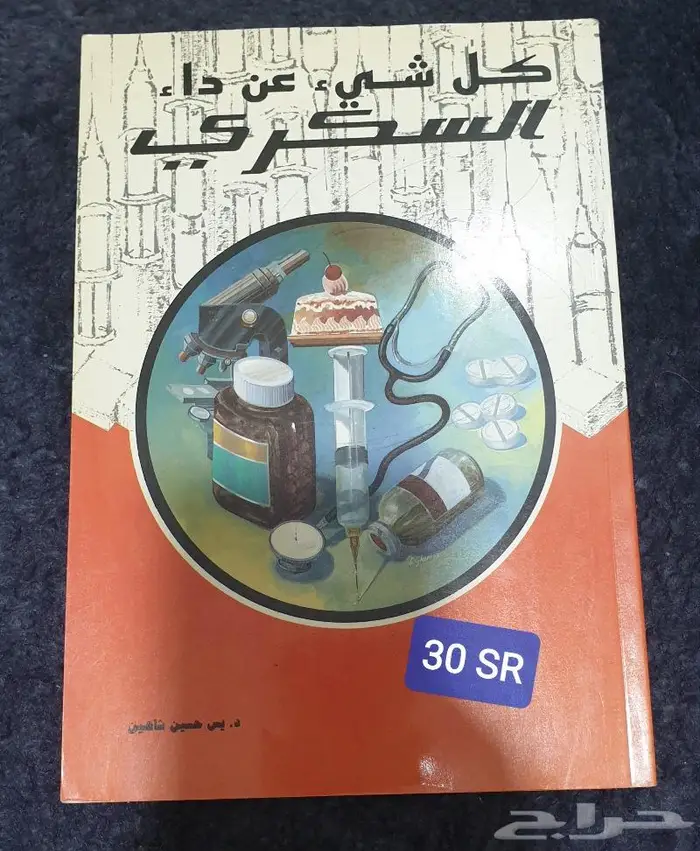 كل شيء عن داء
السكري
30 SR
د. يس حسين شاهين
حراج